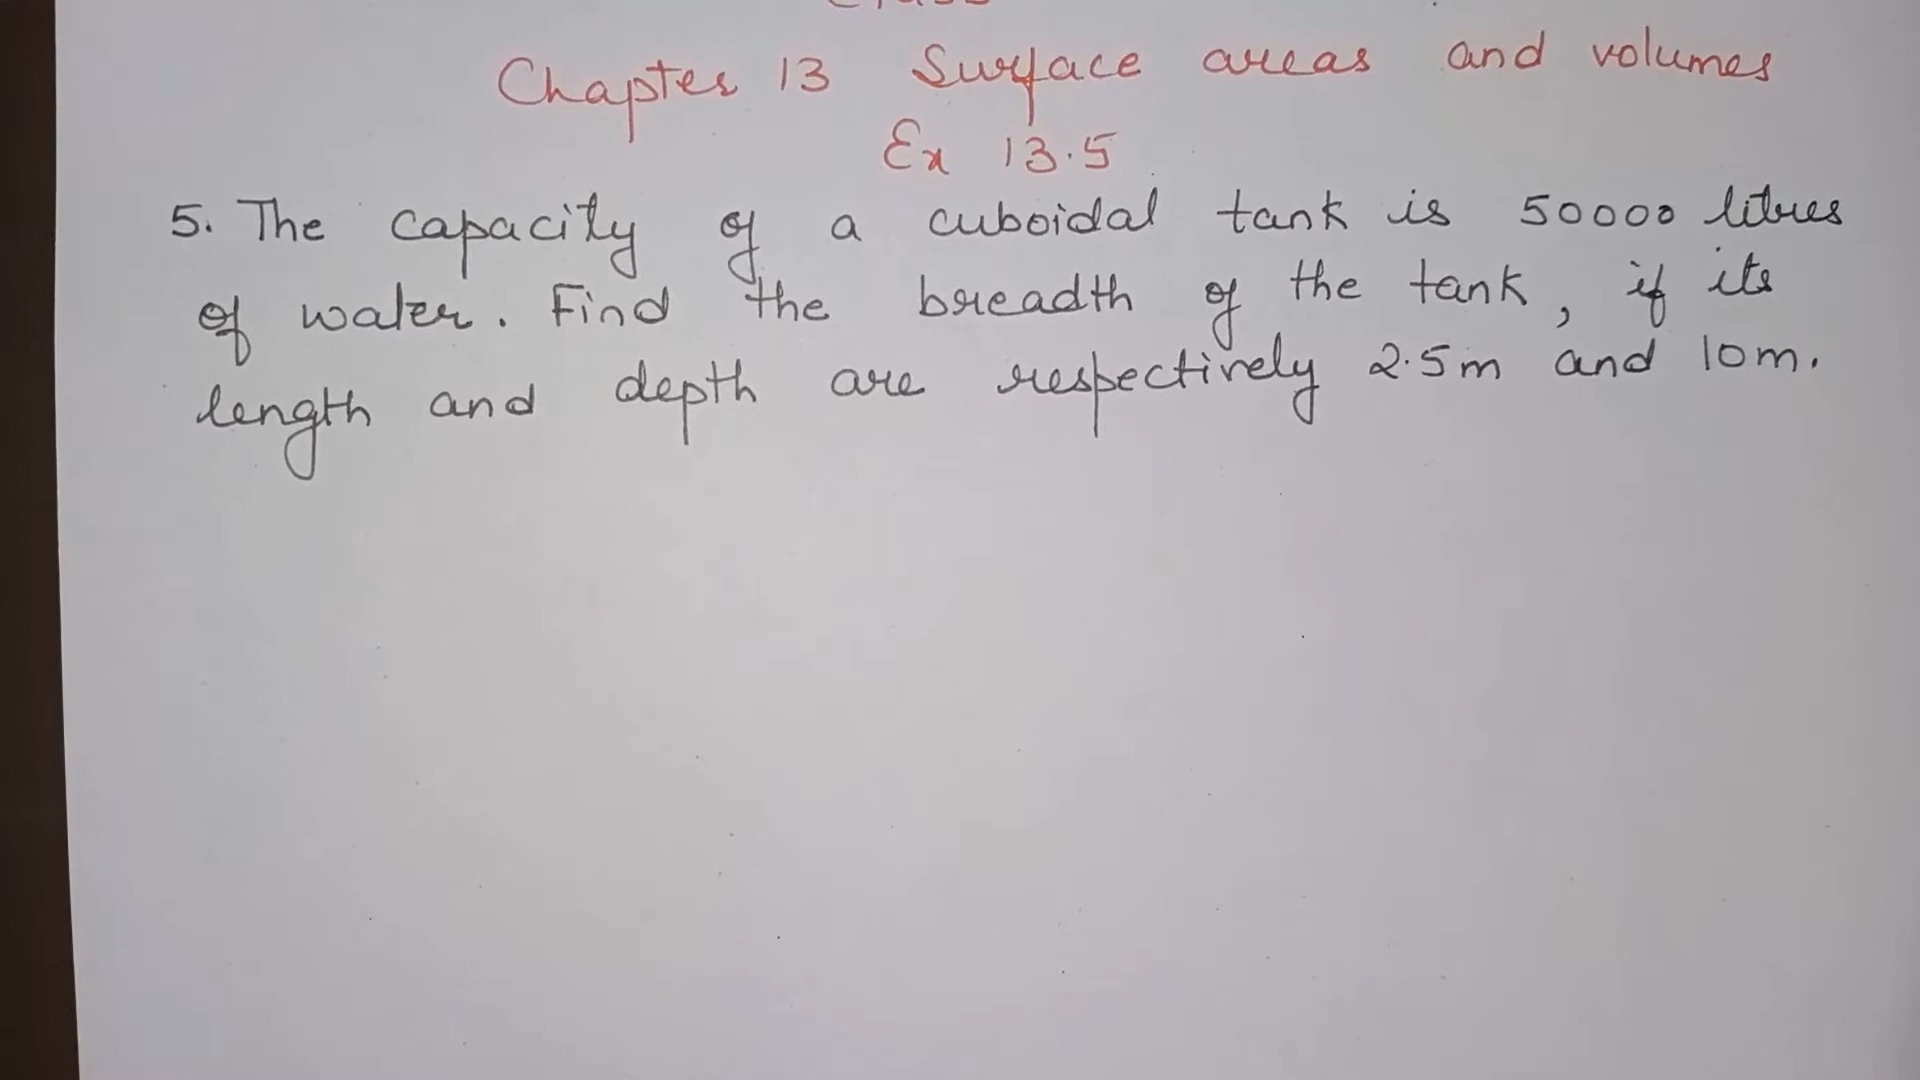 Chapter 13 Surface areas and volumes
Ex 13.5
5. The capacity of a cuboidal tank is 50000 litres
of water. Find the breadth of the tank, if its
length and depth are respectively 2.5m and 10m.